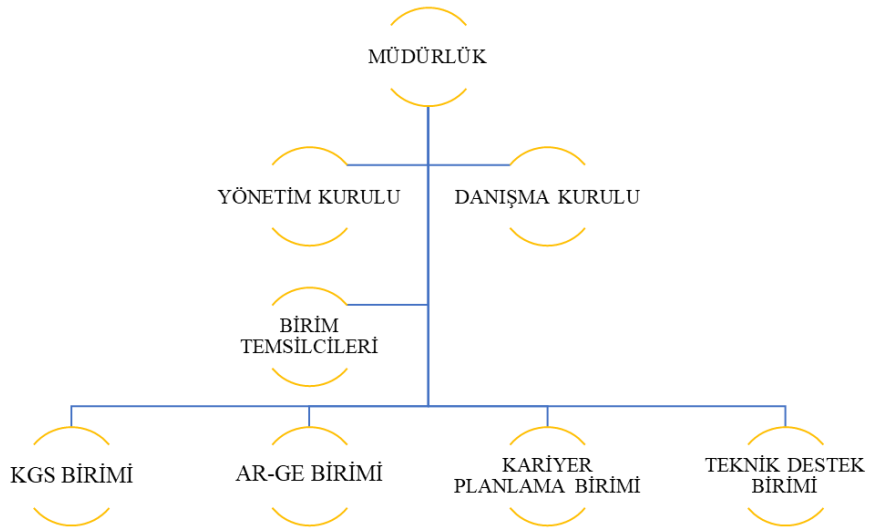 MÜDÜRLÜK
YÖNETİM KURULU
DANIŞMA KURULU
BİRİM
TEMSİLCİLERİ
KGS BİRİMİ
AR-GE BİRİMİ
KARİYER
PLANLAMA BİRİMİ
TEKNİK DESTEK
BİRİMİ